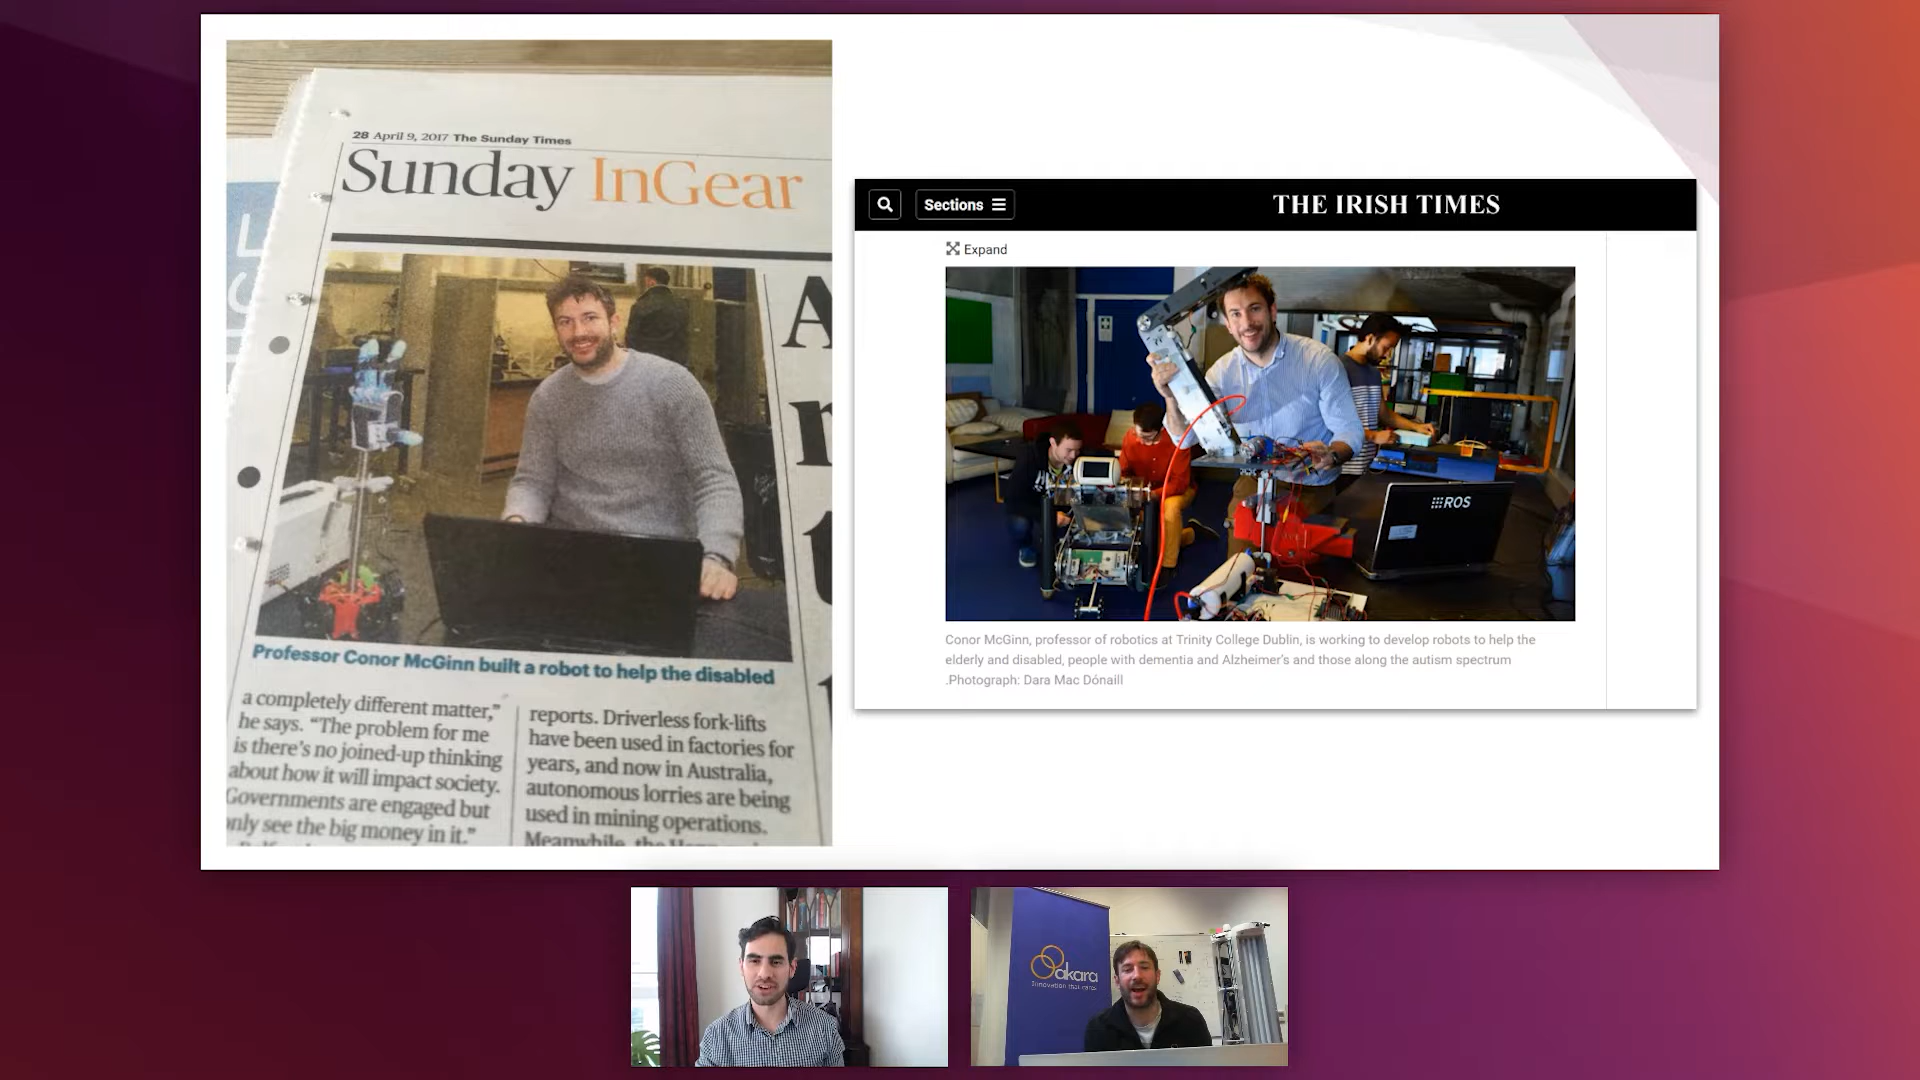 28 April 9, 2017 The Sunday Times
Sunday InGear
Professor Conor McGinn built a robot to help the disabled
a completely different matter,”
he says. “The problem for me
is there's no joined-up thinking
about how it will impact society.
Governments are engaged but
only see the big money in it.”
reports. Driverless fork-lifts
have been used in factories for
years, and now in Australia,
autonomous lorries are being
used in mining operations.
Meanwhile, the
Sections
THE IRISH TIMES
Expand
ROS
Conor McGinn, professor of robotics at Trinity College Dublin, is working to develop robots to help the
elderly and disabled, people with dementia and Alzheimer's and those along the autism spectrum
.Photograph: Dara Mac Dónaill
akara
Innovation that cares